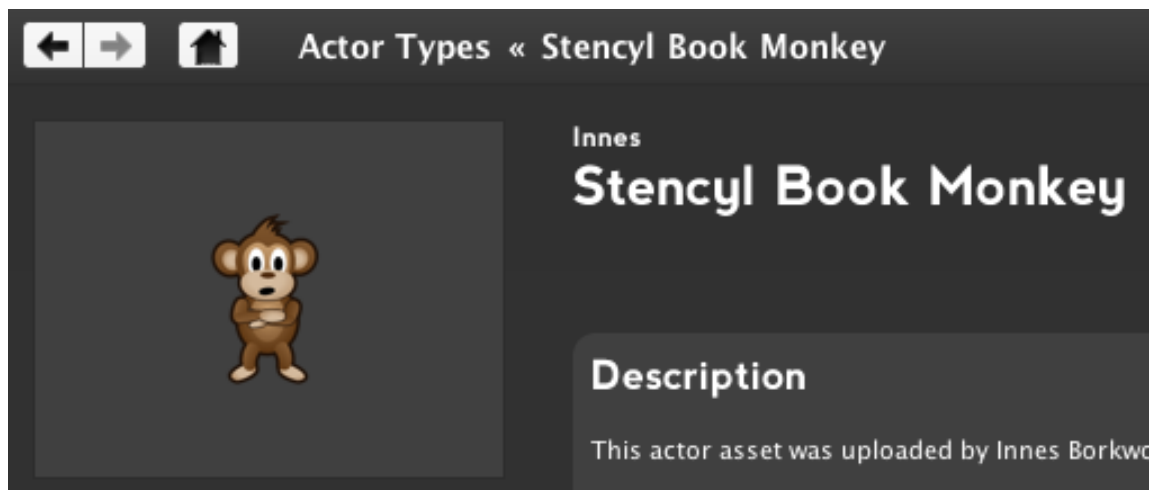 Actor Types « Stencyl Book Monkey
Innes
Stencyl Book Monkey
Description
This actor asset was uploaded by Innes